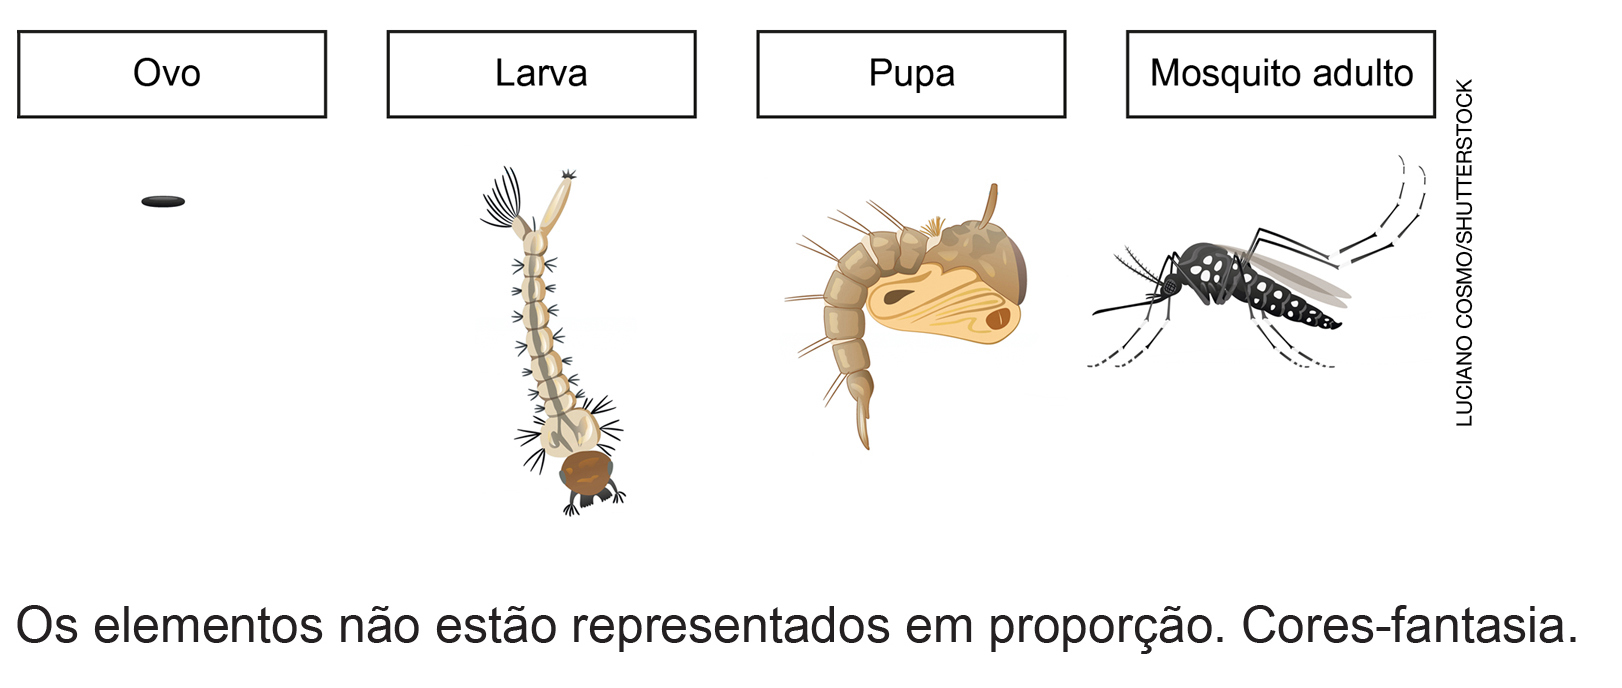 Ovo
Larva
Pupa
Mosquito adulto
LUCIANO COSMO/SHUTTERSTOCK
Os elementos não estão representados em proporção. Cores-fantasia.